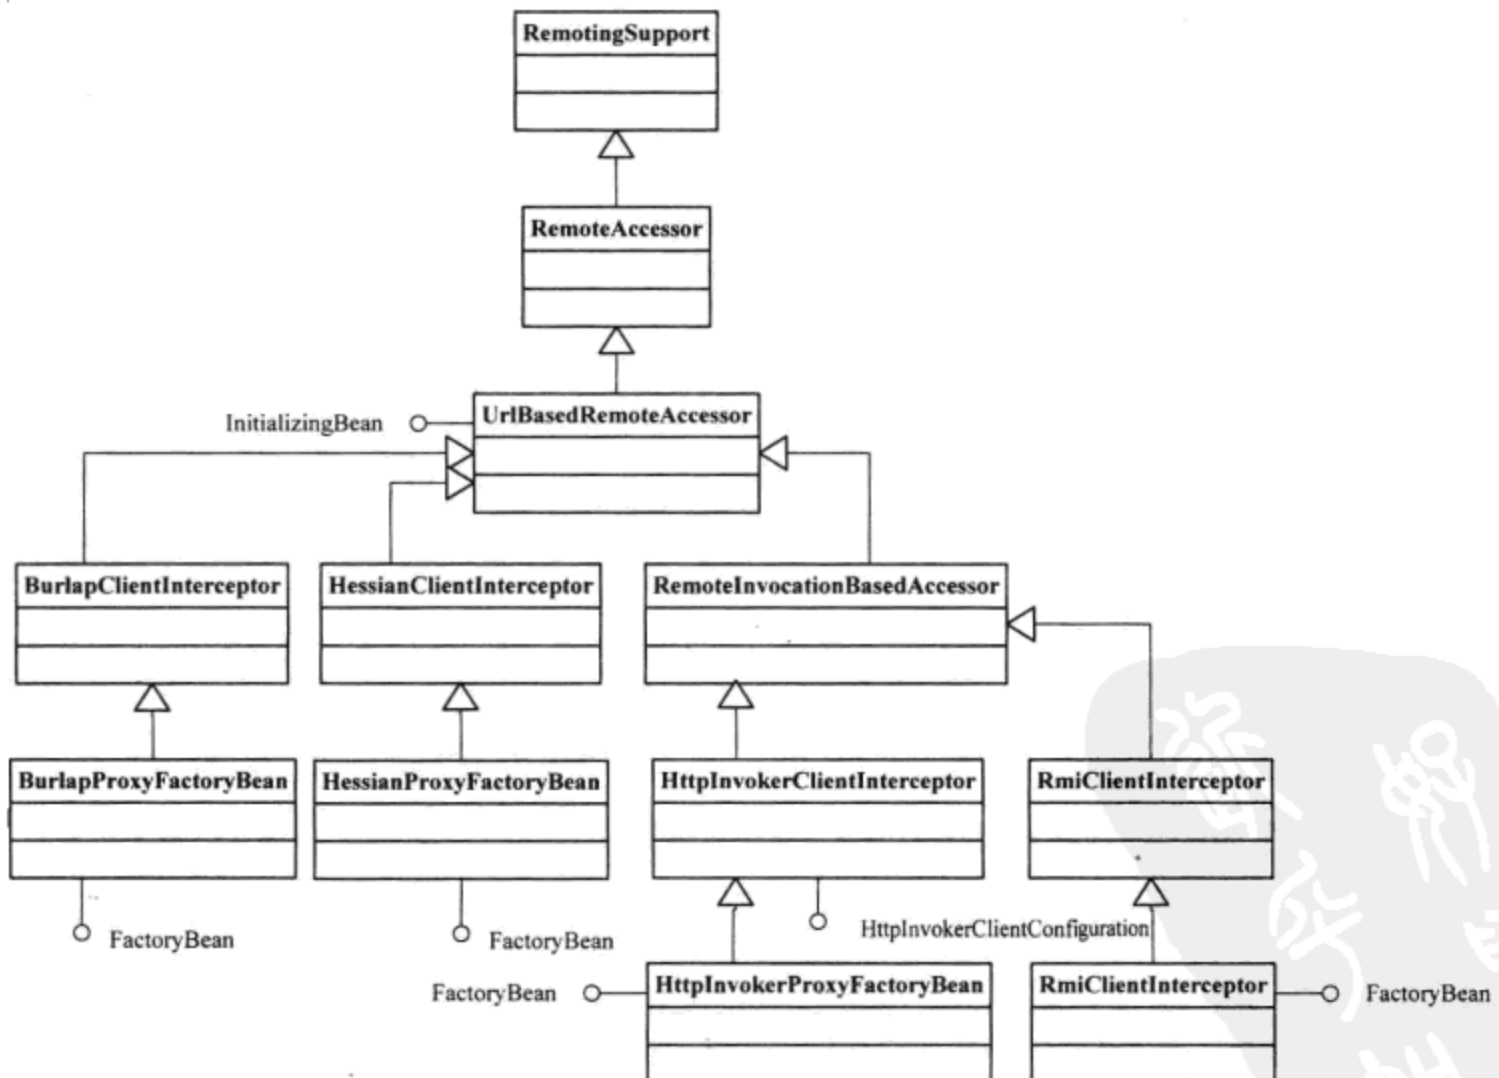 RemotingSupport
RemoteAccessor
InitializingBean
UrlBasedRemoteAccessor
BurlapClientInterceptor
HessianClientInterceptor
RemoteInvocationBasedAccessor
BurlapProxyFactoryBean
HessianProxyFactoryBean
HttpInvokerClientInterceptor
RmiClientInterceptor
FactoryBean
FactoryBean
HttpInvokerClientConfiguration
FactoryBean
HttpInvokerProxyFactoryBean
RmiClientInterceptor
FactoryBean